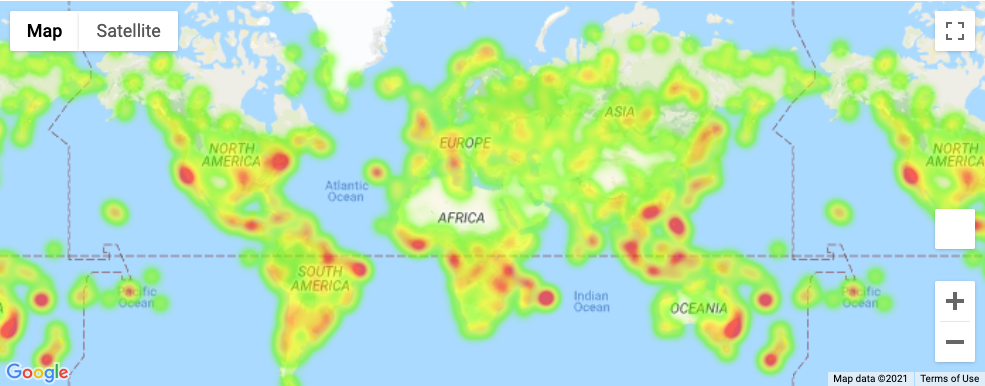 Map
Satellite
NORTH
AMERICA
Atlantic
Ocean
EUROPE
ASIA
AFRICA
SOUTH
AMERICA
Indian
Ocean
OCEANIA
Pacific
Ocean
Pacific
Ocean
NORTH
AMERICA
Google
Map data ©2021
Terms of Use